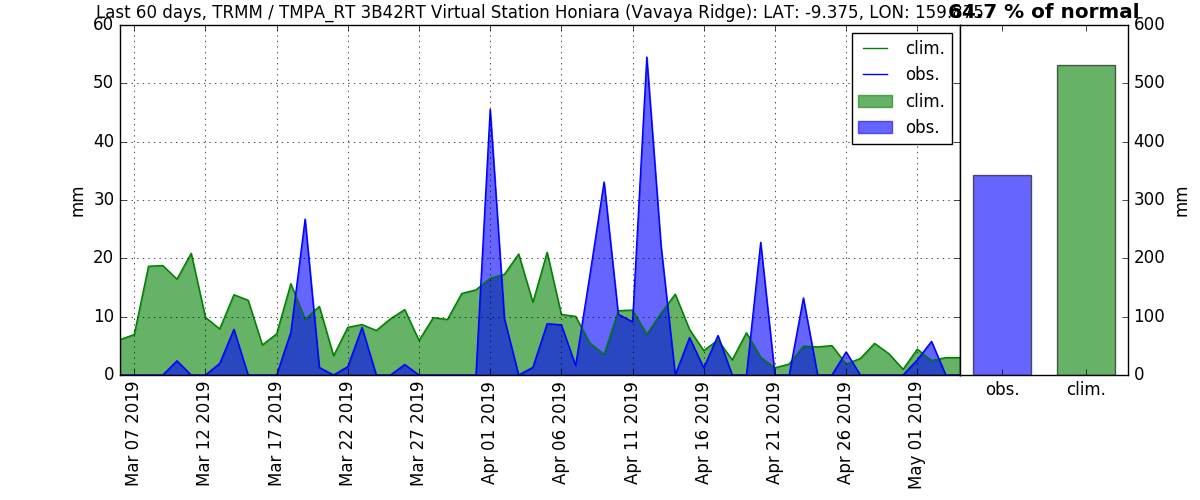 Last 60 days, TRMM / TMPA_RT 3B42RT Virtual Station Honiara (Vavaya Ridge): LAT: -9.375, LON:
64.7 % of normal
60
50
40
30
20
10
0
mm
clim.
obs.
clim.
obs.
600
500
400
300
200
100
0
mm
obs.
clim.
Mar 07 2019
Mar 12 2019
Mar 17 2019
Mar 22 2019
Mar 27 2019
Apr 01 2019
Apr 06 2019
Apr 11 2019
Apr 16 2019
Apr 21 2019
Apr 26 2019
May 01 2019